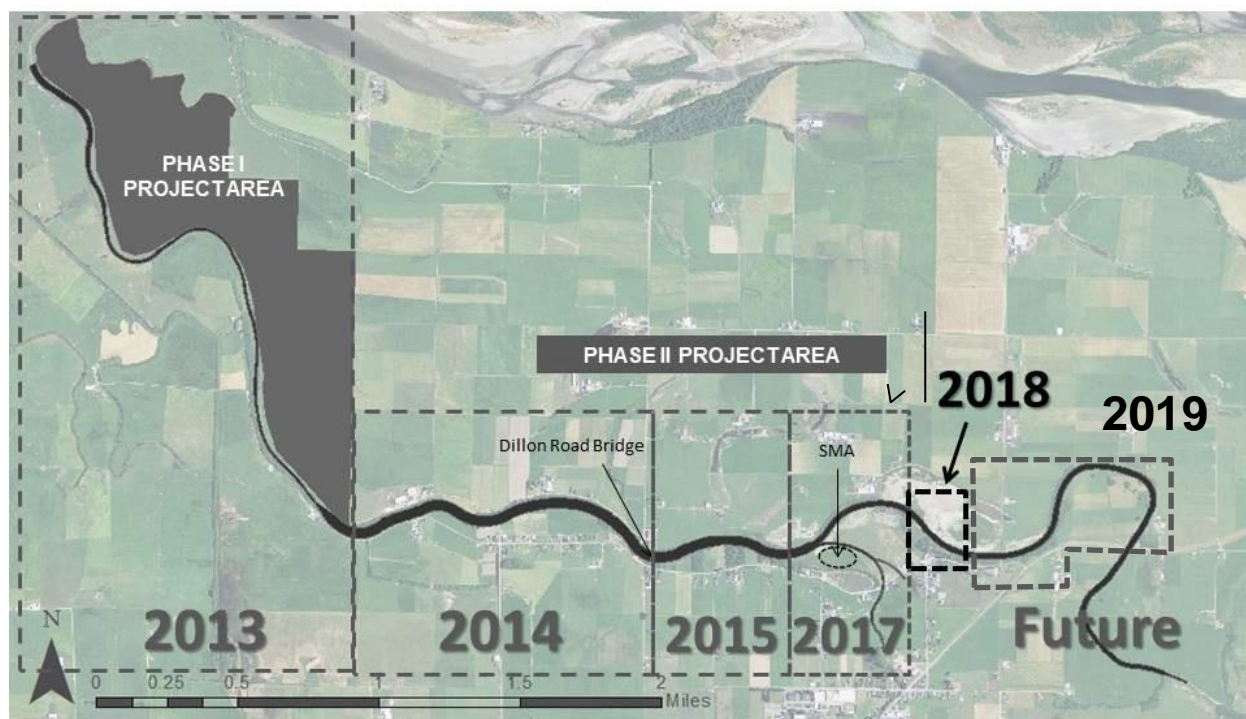 PHASE I
PROJECTAREA
PHASE II PROJECTAREA
2018
2019
Dillon Road Bridge
SMA
2013
2014
2015
2017
Future
N
0 0.25 0.5 1 1.5 2
Miles